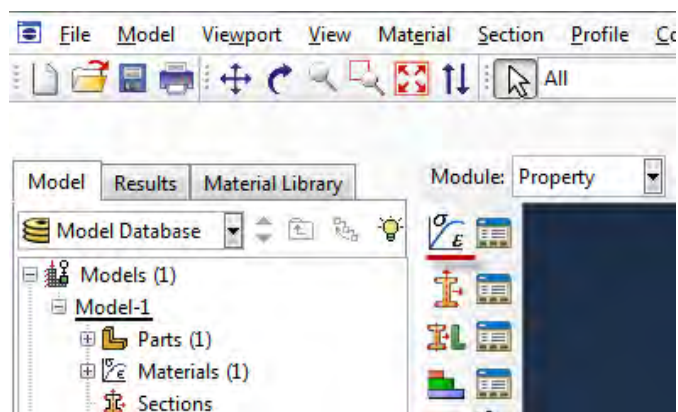 File Model Viewport View Material Section Profile Co
All
Model Results Material Library
Module: Property
Model Database
σ ε
Models (1)
Model-1
Parts (1)
Materials (1)
Sections